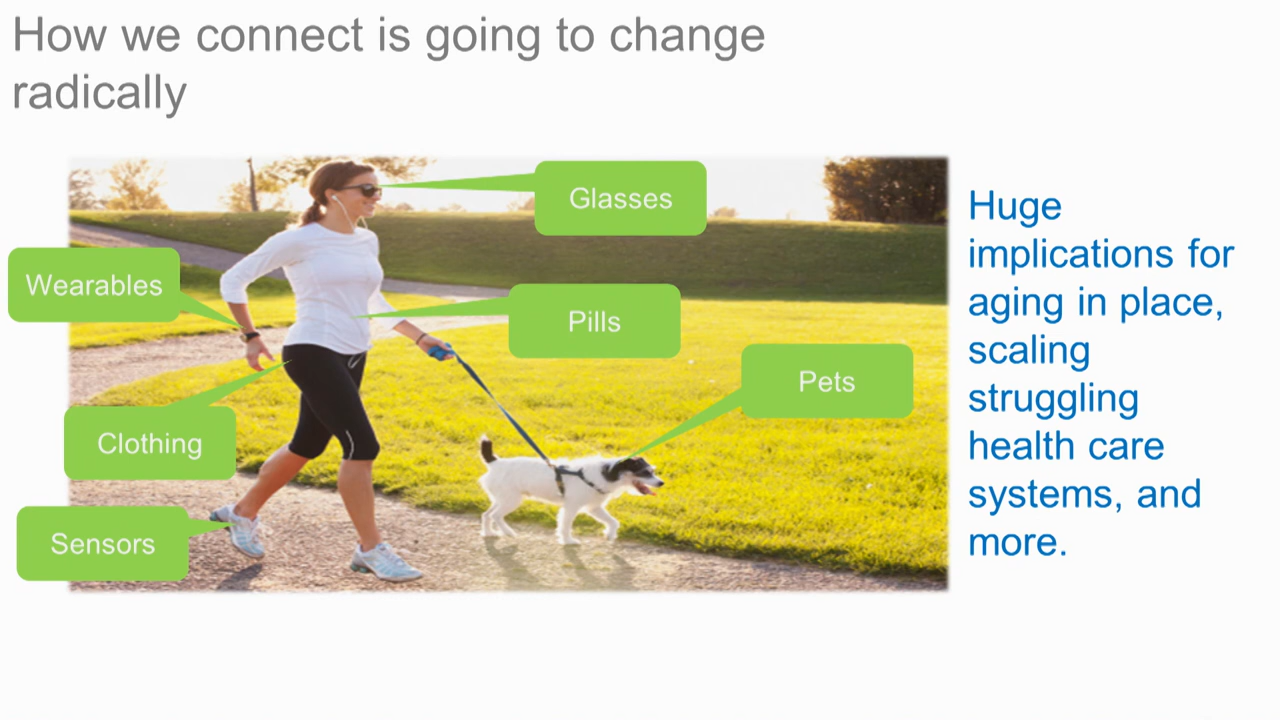 How we connect is going to change
radically
Glasses
Wearables
Pills
Pets
Clothing
Sensors
Huge
implications for
aging in place,
scaling
struggling
health care
systems, and
more.